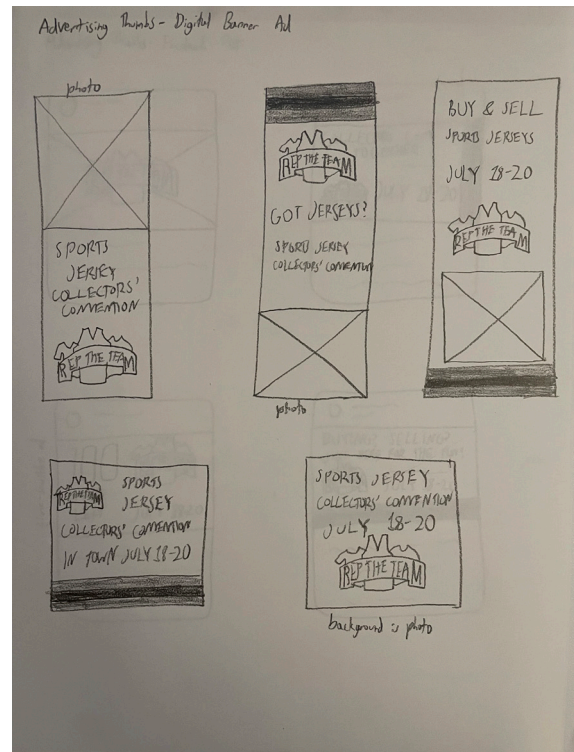 Advertising Thumbs - Digital Banner Ad
photo
SPORTS
JERSEY
COLLECTORS'
CONVENTION
REP THE TEAM
REP THE TEAM
GOT JERSEYS?
SPORTS JERSEY
COLLECTORS' CONVENTION
photo
BUY & SELL
SPORTS JERSEYS
JULY 18-20
REP THE TEAM
REP THE TEAM
SPORTS
JERSEY
COLLECTORS' CONVENTION
IN TOWN JULY 18-20
SPORTS JERSEY
COLLECTORS' CONVENTION
JULY 18-20
REP THE TEAM
background is photo